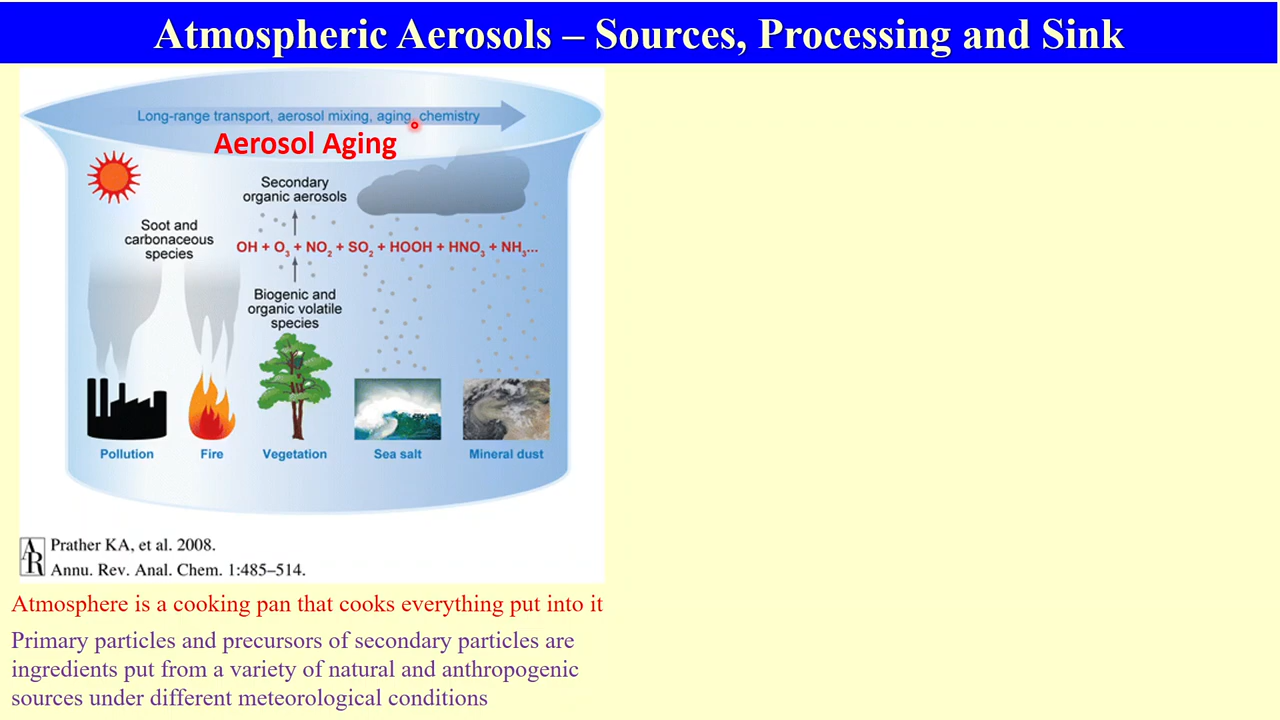 Atmospheric Aerosols – Sources, Processing and Sink
Long-range transport, aerosol mixing, aging, chemistry
Aerosol Aging
Secondary
organic aerosols
Soot and
carbonaceous
species
OH + O₃ + NO₂ + SO₂ + HOOH + HNO₃ + NH₃...
Biogenic and
organic volatile
species
Pollution
Fire
Vegetation
Sea salt
Mineral dust
AR
Prather KA, et al. 2008.
Annu. Rev. Anal. Chem. 1:485–514.
Atmosphere is a cooking pan that cooks everything put into it
Primary particles and precursors of secondary particles are
ingredients put from a variety of natural and anthropogenic
sources under different meteorological conditions